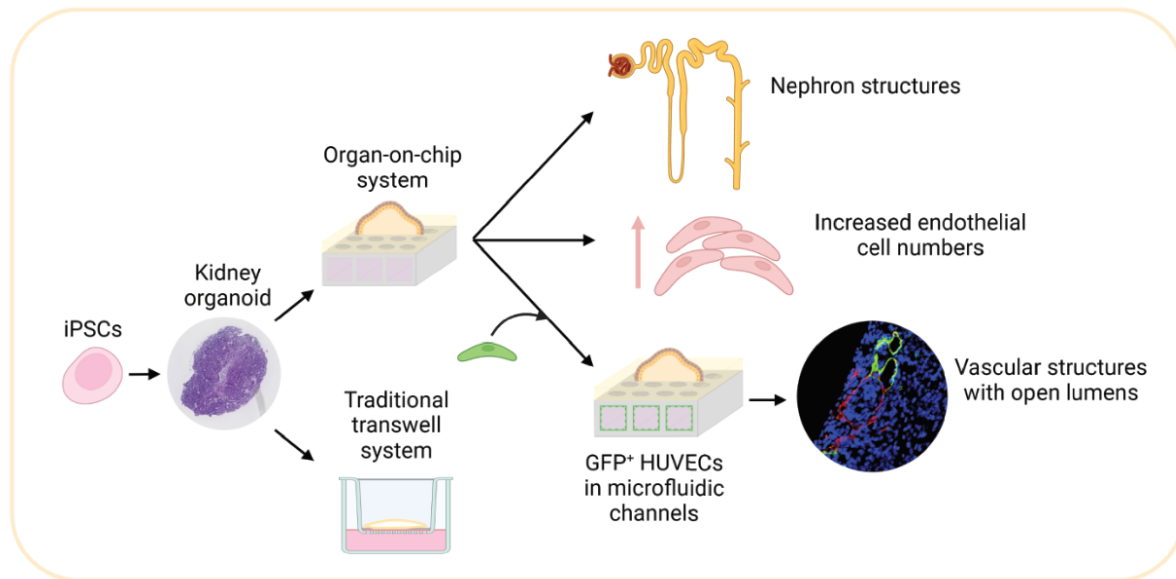 iPSCs
Kidney
organoid
Organ-on-chip
system
Traditional
transwell
system
Nephron structures
Increased endothelial
cell numbers
GFP⁺ HUVECs
in microfluidic
channels
Vascular structures
with open lumens